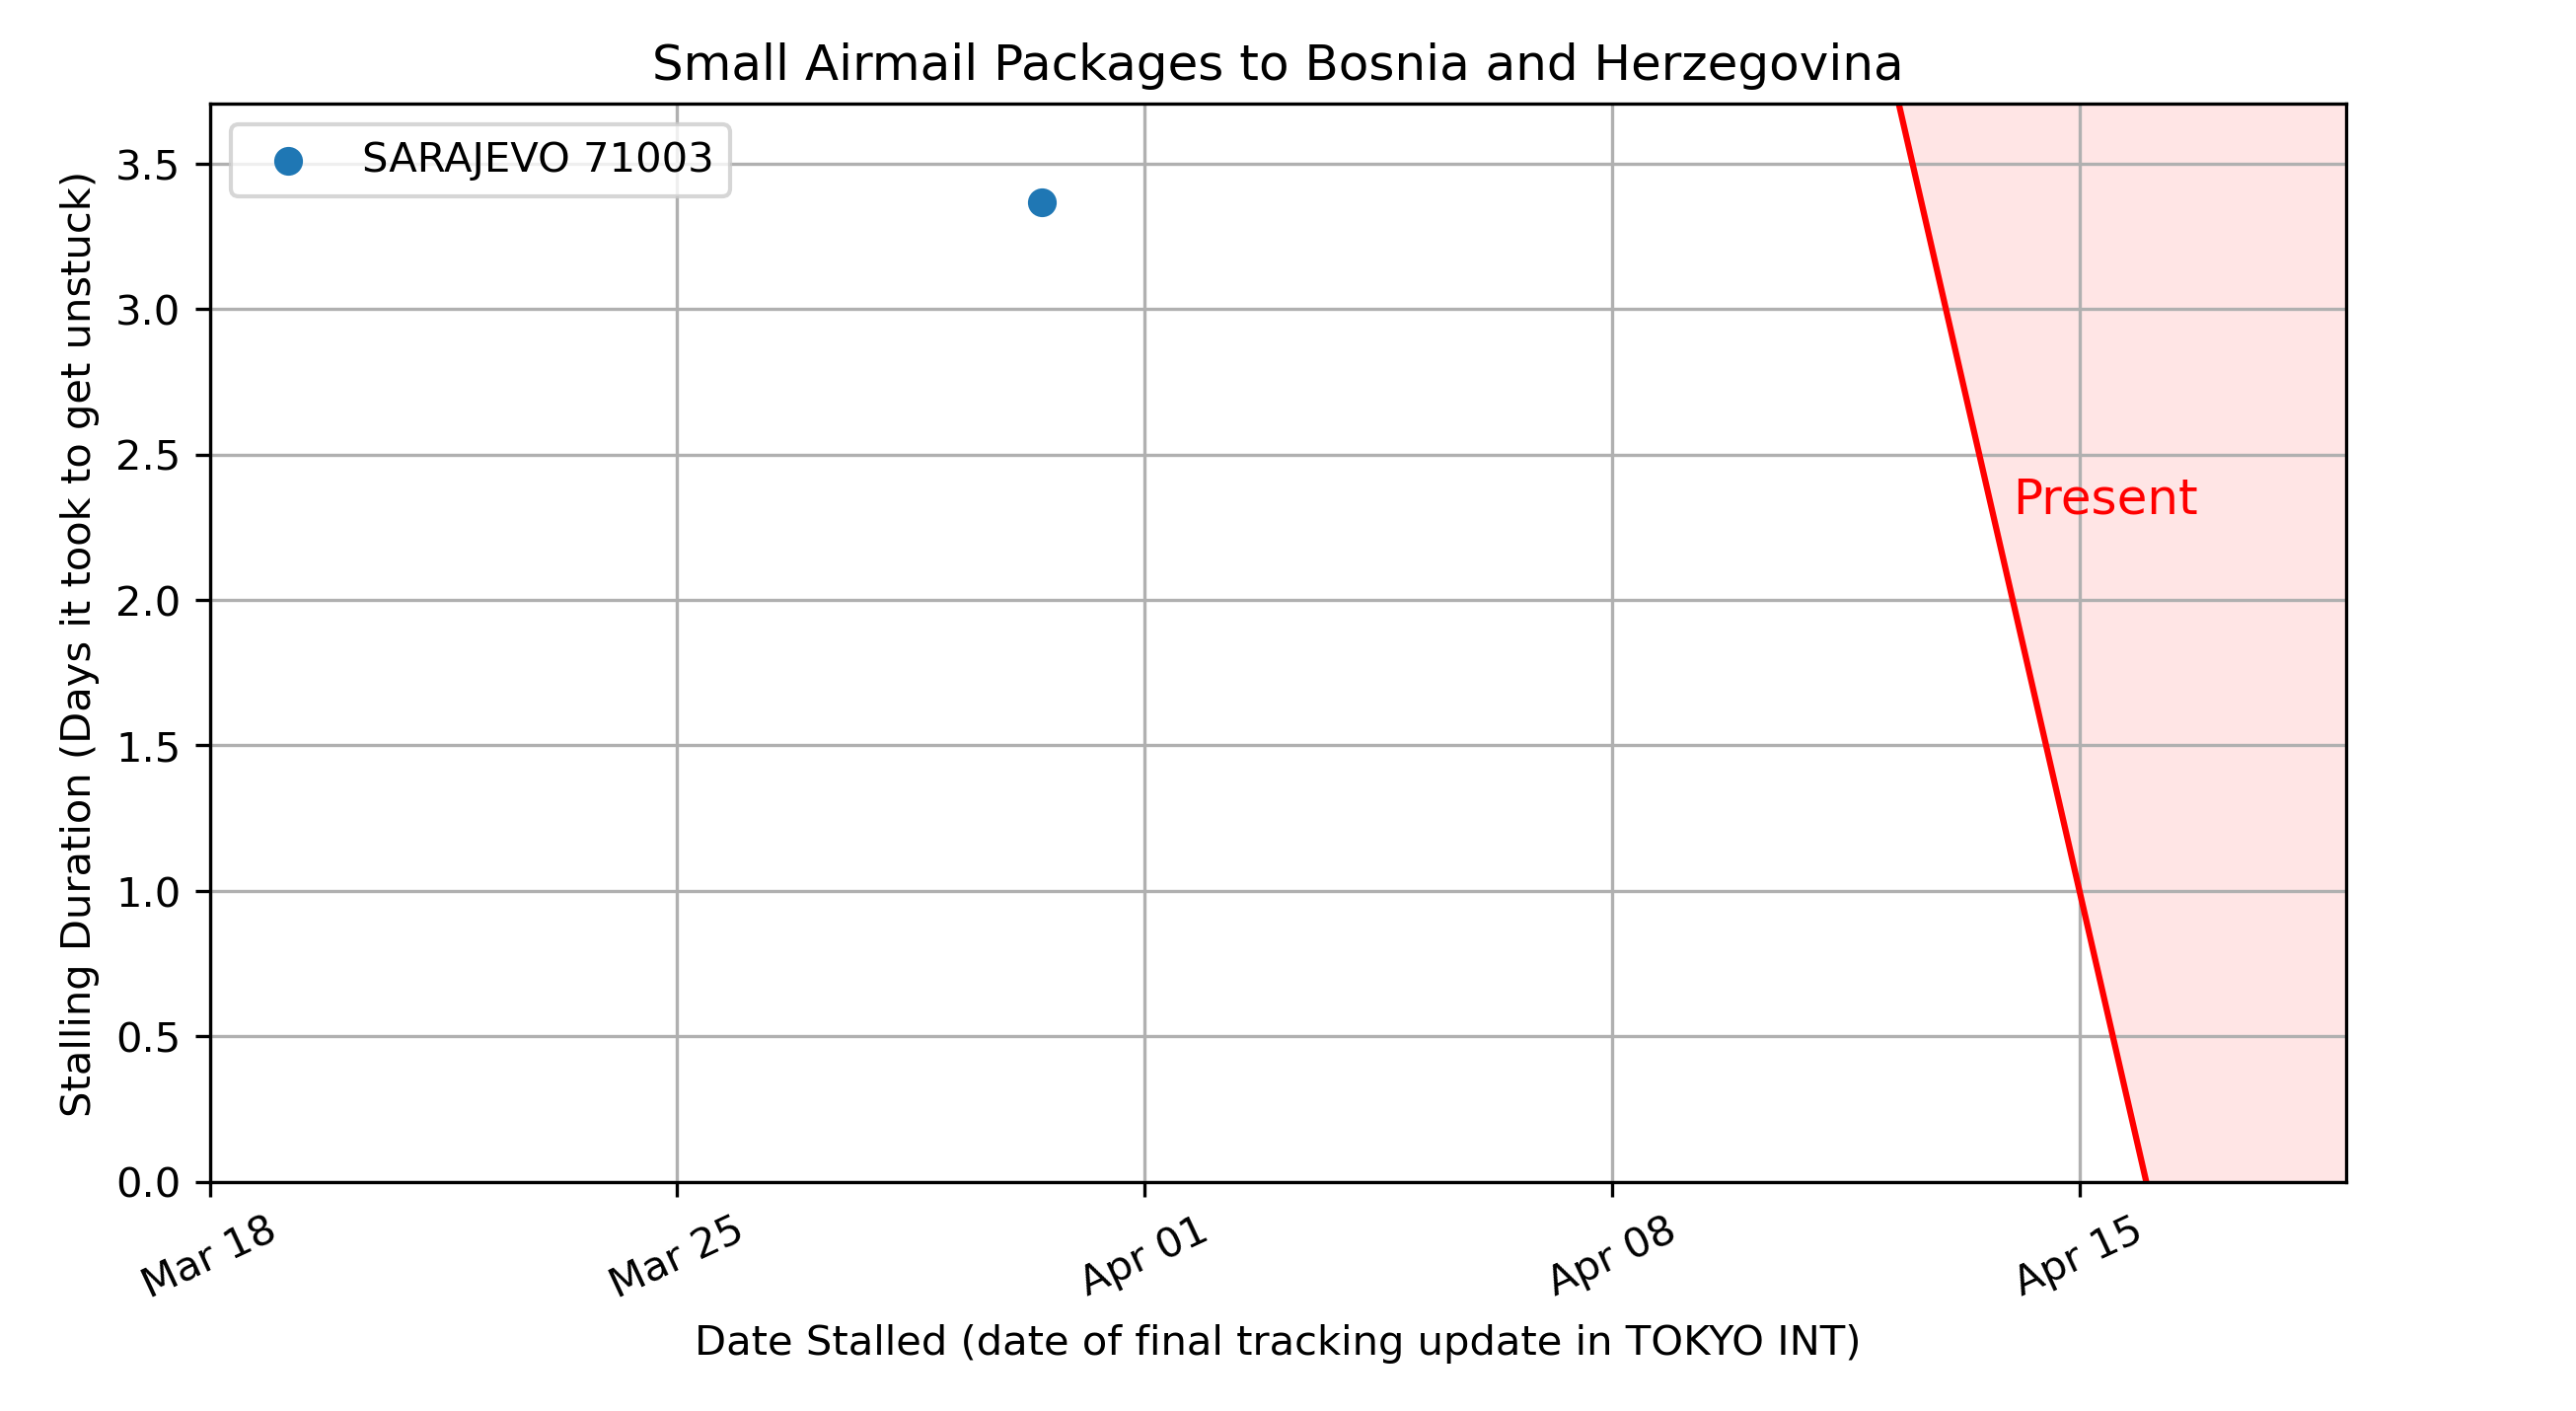 Small Airmail Packages to Bosnia and Herzegovina
SARAJEVO 71003
Stalling Duration (Days it took to get unstuck)
3.5
3.0
2.5
2.0
1.5
1.0
0.5
0.0
Present
Mar 18
Mar 25
Apr 01
Apr 08
Apr 15
Date Stalled (date of final tracking update in TOKYO INT)